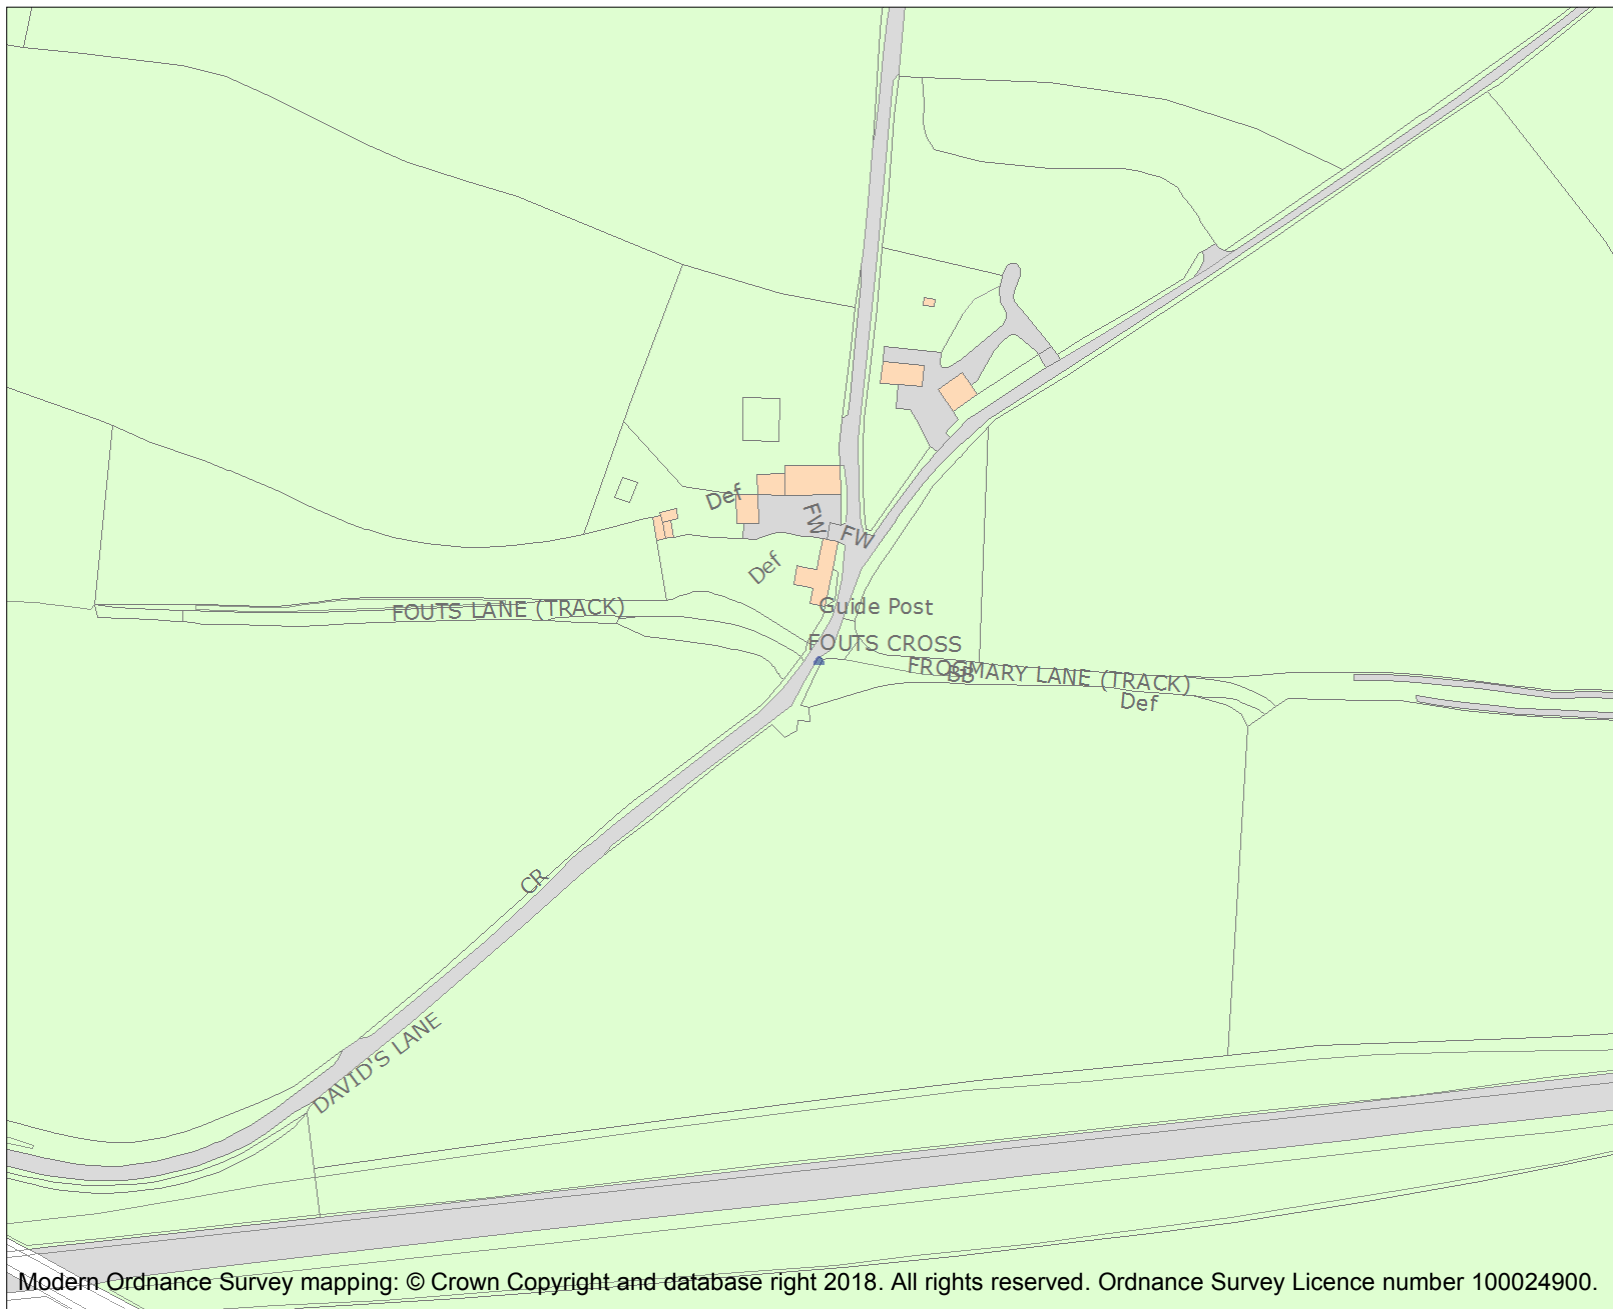 Def
FW
FW
Def
FOUTS LANE (TRACK)
Guide Post
FOUTS CROSS
FROGMARY LANE (TRACK)
BB
Def
CR
DAVID'S LANE
Modern Ordnance Survey mapping: © Crown Copyright and database right 2018. All rights reserved. Ordnance Survey Licence number 100024900.